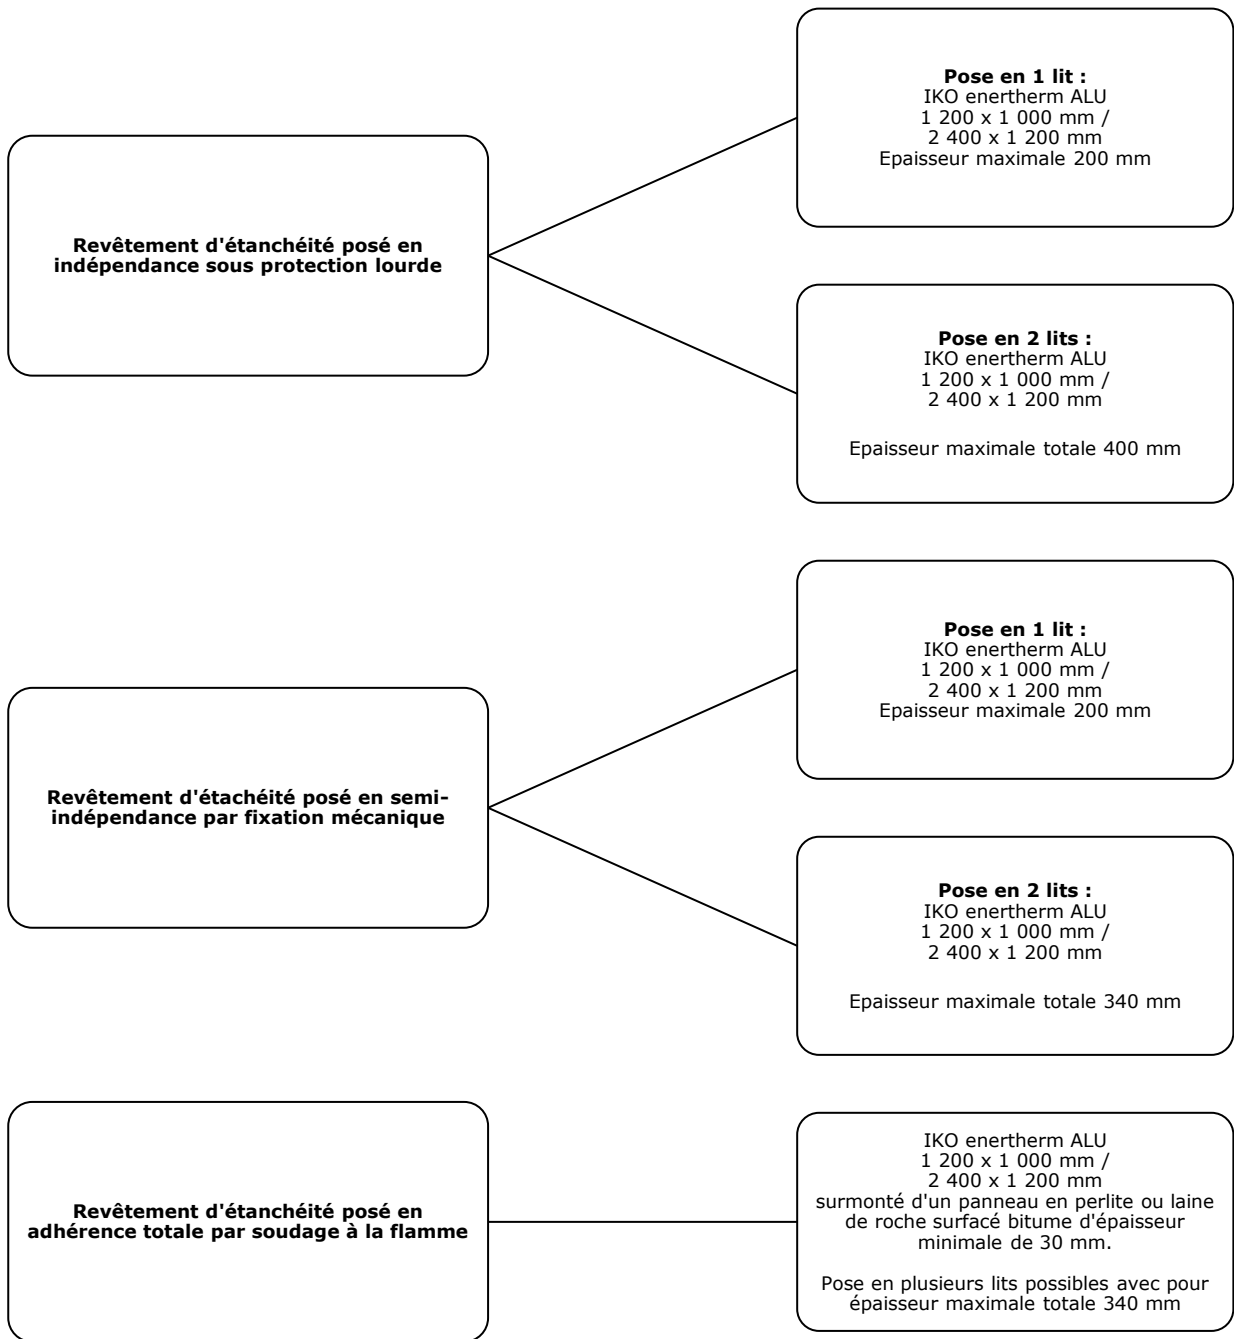 Revêtement d'étanchéité posé en
indépendance sous protection lourde
Pose en 1 lit :
IKO enertherm ALU
1 200 x 1 000 mm /
2 400 x 1 200 mm
Epaisseur maximale 200 mm
Pose en 2 lits :
IKO enertherm ALU
1 200 x 1 000 mm /
2 400 x 1 200 mm
Epaisseur maximale totale 400 mm
Revêtement d'étachéité posé en semi-
indépendance par fixation mécanique
Pose en 1 lit :
IKO enertherm ALU
1 200 x 1 000 mm /
2 400 x 1 200 mm
Epaisseur maximale 200 mm
Pose en 2 lits :
IKO enertherm ALU
1 200 x 1 000 mm /
2 400 x 1 200 mm
Epaisseur maximale totale 340 mm
Revêtement d'étanchéité posé en
adhérence totale par soudage à la flamme
IKO enertherm ALU
1 200 x 1 000 mm /
2 400 x 1 200 mm
surmonté d'un panneau en perlite ou laine
de roche surfacé bitume d'épaisseur
minimale de 30 mm.
Pose en plusieurs lits possibles avec pour
épaisseur maximale totale 340 mm